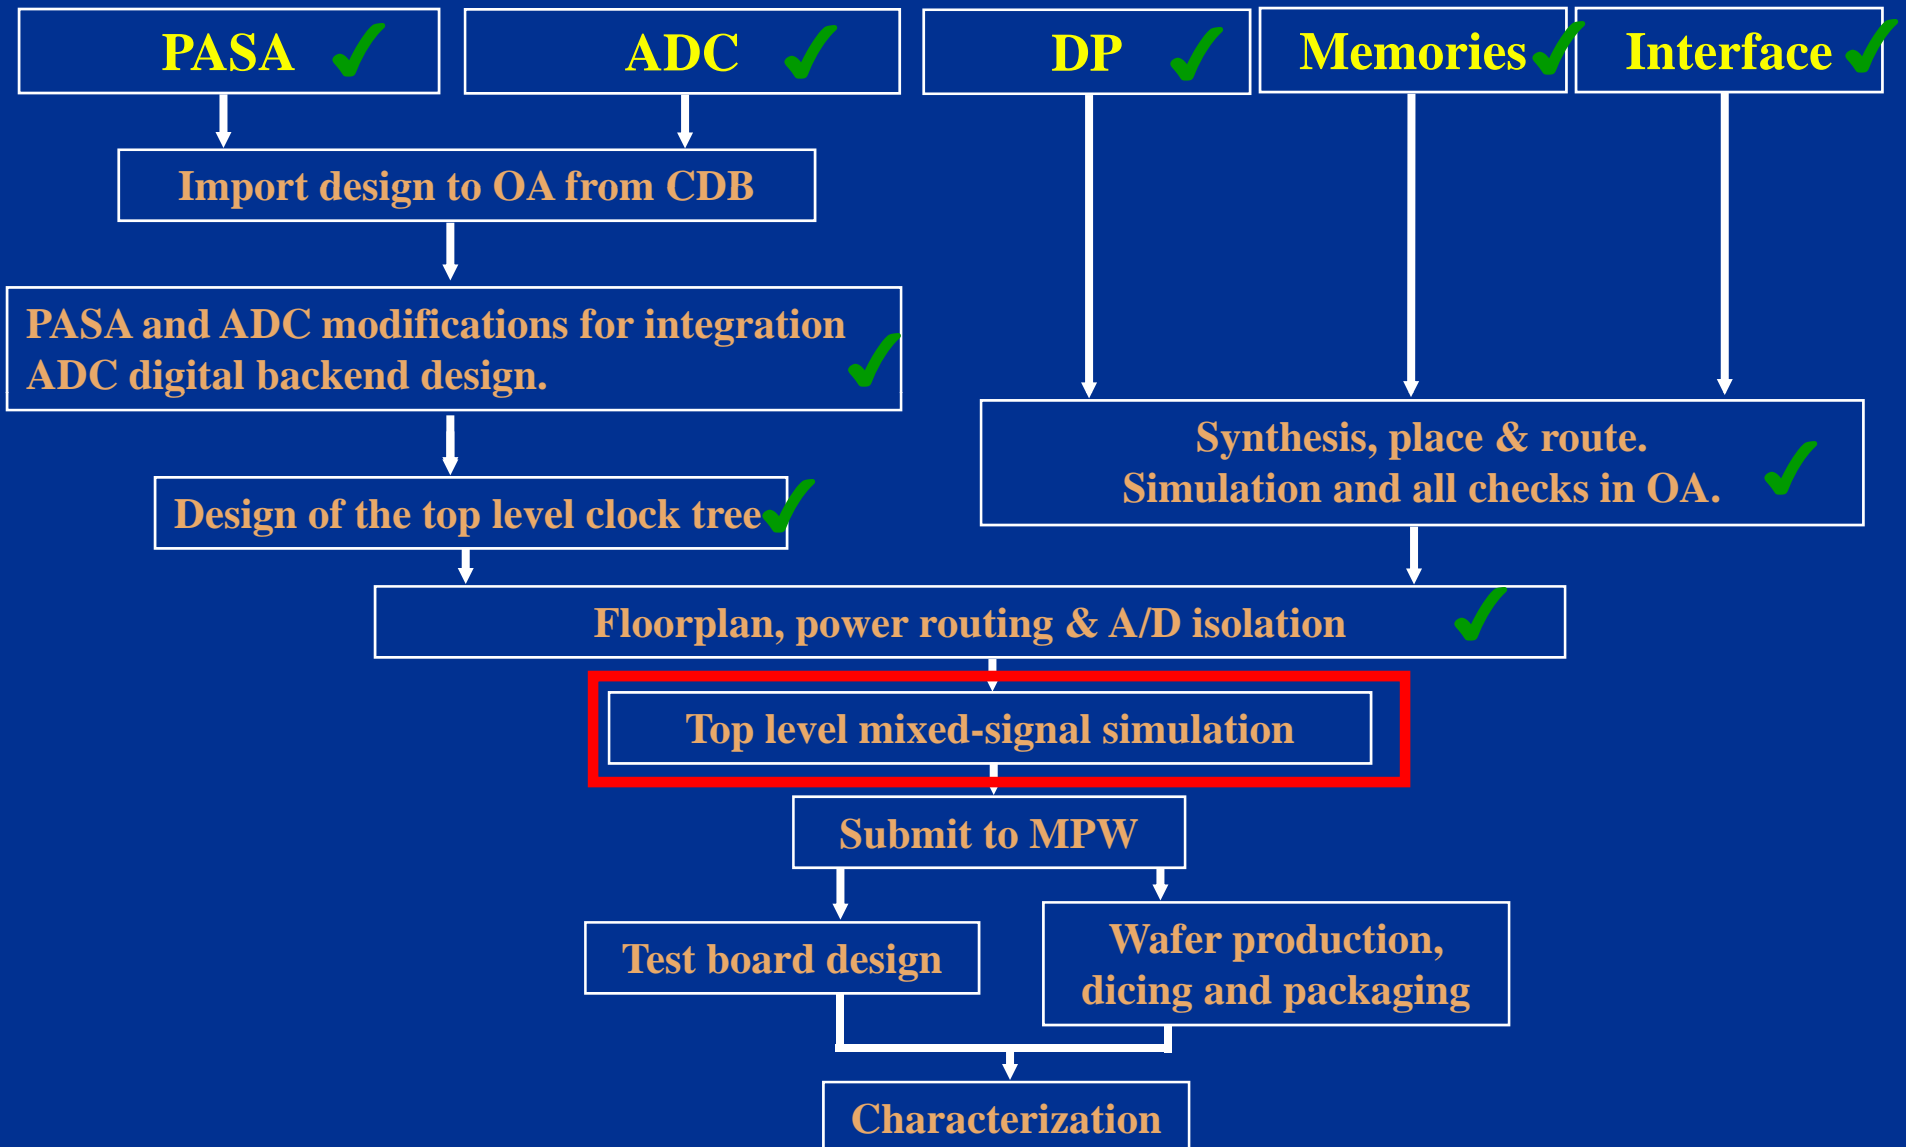 PASA
ADC
DP
Memories
Interface
Import design to OA from CDB
PASA and ADC modifications for integration
ADC digital backend design.
Synthesis, place & route.
Simulation and all checks in OA.
Design of the top level clock tree
Floorplan, power routing & A/D isolation
Top level mixed-signal simulation
Submit to MPW
Test board design
Wafer production,
dicing and packaging
Characterization